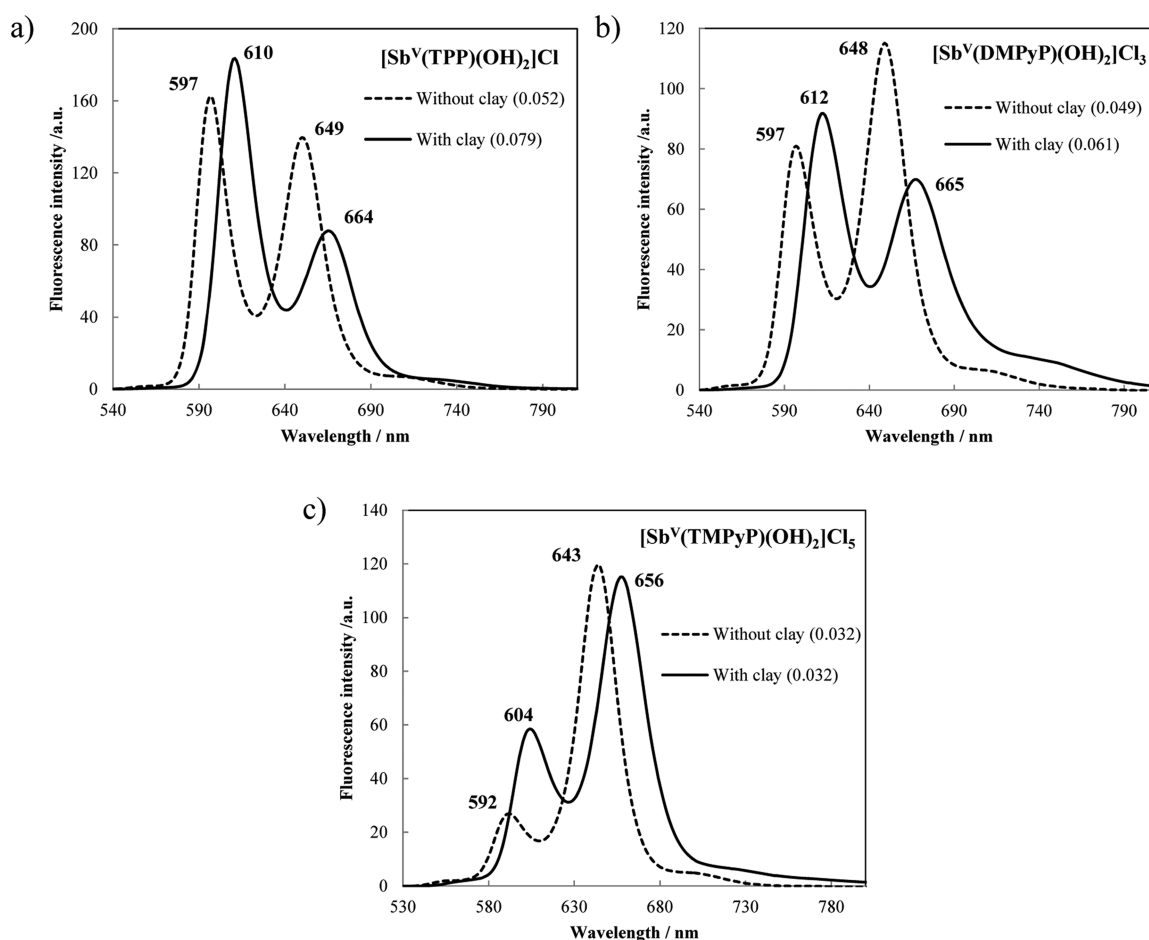 a)
[Sbⱽ(TPP)(OH)₂]Cl
Fluorescence intensity /a.u.
200
160
120
80
40
0
597
610
649
664
Without clay (0.052)
With clay (0.079)
540 590 640 690 740 790
Wavelength / nm
b)
[Sbⱽ(DMPyP)(OH)₂]Cl₃
Fluorescence intensity /a.u.
120
100
80
60
40
20
0
597
612
648
665
Without clay (0.049)
With clay (0.061)
540 590 640 690 740 790
Wavelength / nm
c)
[Sbⱽ(TMPyP)(OH)₂]Cl₅
Fluorescence intensity /a.u.
140
120
100
80
60
40
20
0
592
604
643
656
Without clay (0.032)
With clay (0.032)
530 580 630 680 730 780
Wavelength / nm